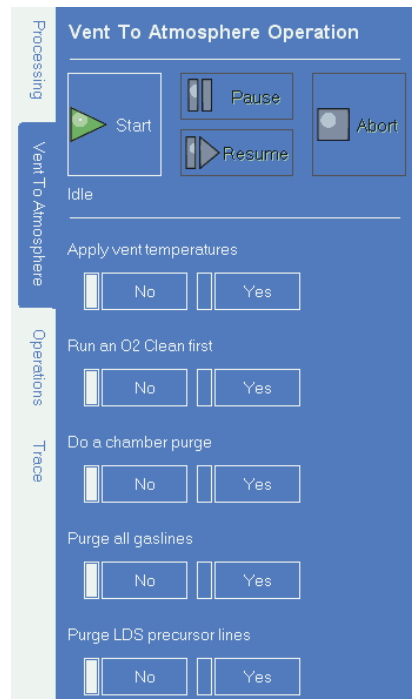 Processing
Vent To Atmosphere
Operations
Trace
Vent To Atmosphere Operation
Start
Pause
Resume
Abort
Idle
Apply vent temperatures
No Yes
Run an O2 Clean first
No Yes
Do a chamber purge
No Yes
Purge all gaslines
No Yes
Purge LDS precursor lines
No Yes